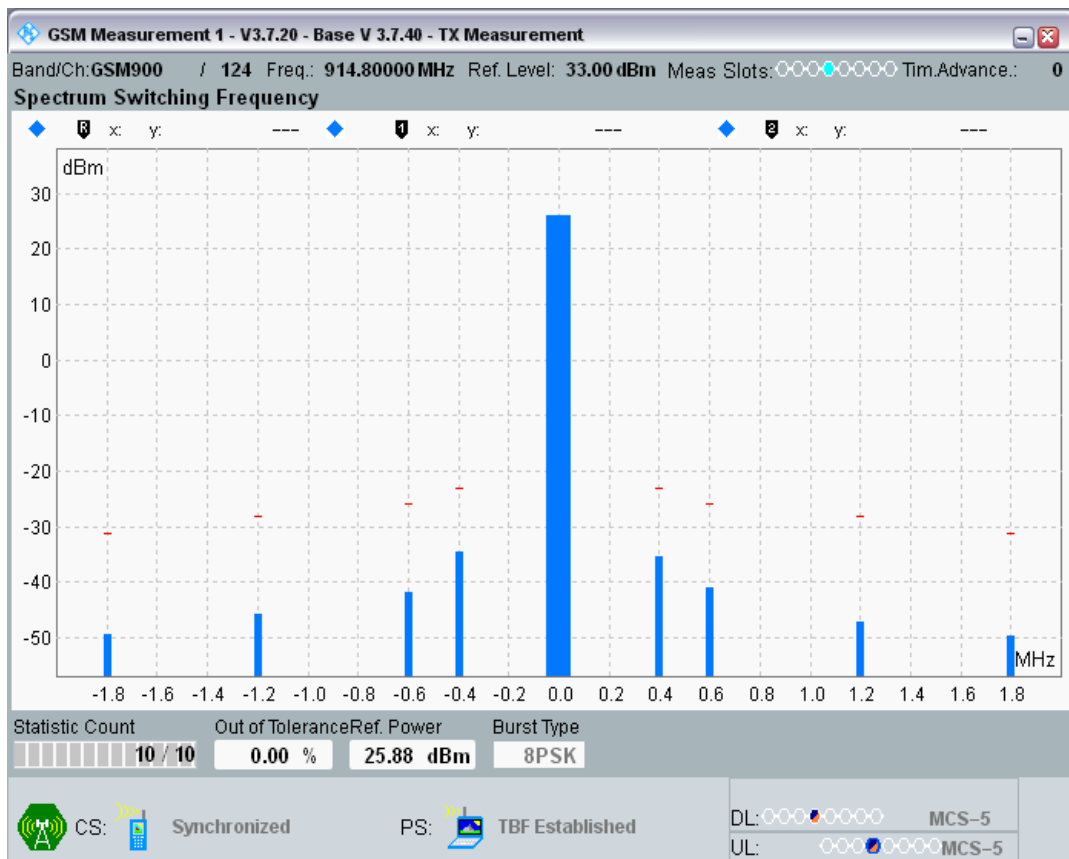 GSM Measurement 1 - V3.7.20 - Base V 3.7.40 - TX Measurement
Band/Ch:GSM900 / 124 Freq.: 914.80000 MHz Ref. Level: 33.00 dBm Meas Slots: Tim.Advance.: 0
Spectrum Switching Frequency
R x: y: --- 1 x: y: --- 2 x: y: ---
dBm
30
20
10
0
-10
-20
-30
-40
-50
MHz
-1.8 -1.6 -1.4 -1.2 -1.0 -0.8 -0.6 -0.4 -0.2 0.0 0.2 0.4 0.6 0.8 1.0 1.2 1.4 1.6 1.8
Statistic Count Out of Tolerance Ref. Power Burst Type
10 / 10 0.00 % 25.88 dBm 8PSK
CS: Synchronized PS: TBF Established
DL: MCS-5
UL: MCS-5